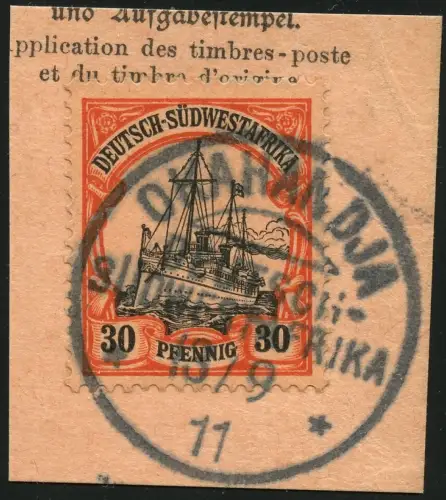 und Aufgabestempel.
pplication des timbres-poste
et du timbre d'origine
DEUTSCH-SÜDWESTAFRIKA
30 PFENNIG 30
OKAHANDJA
AFRIKA
13/9
11